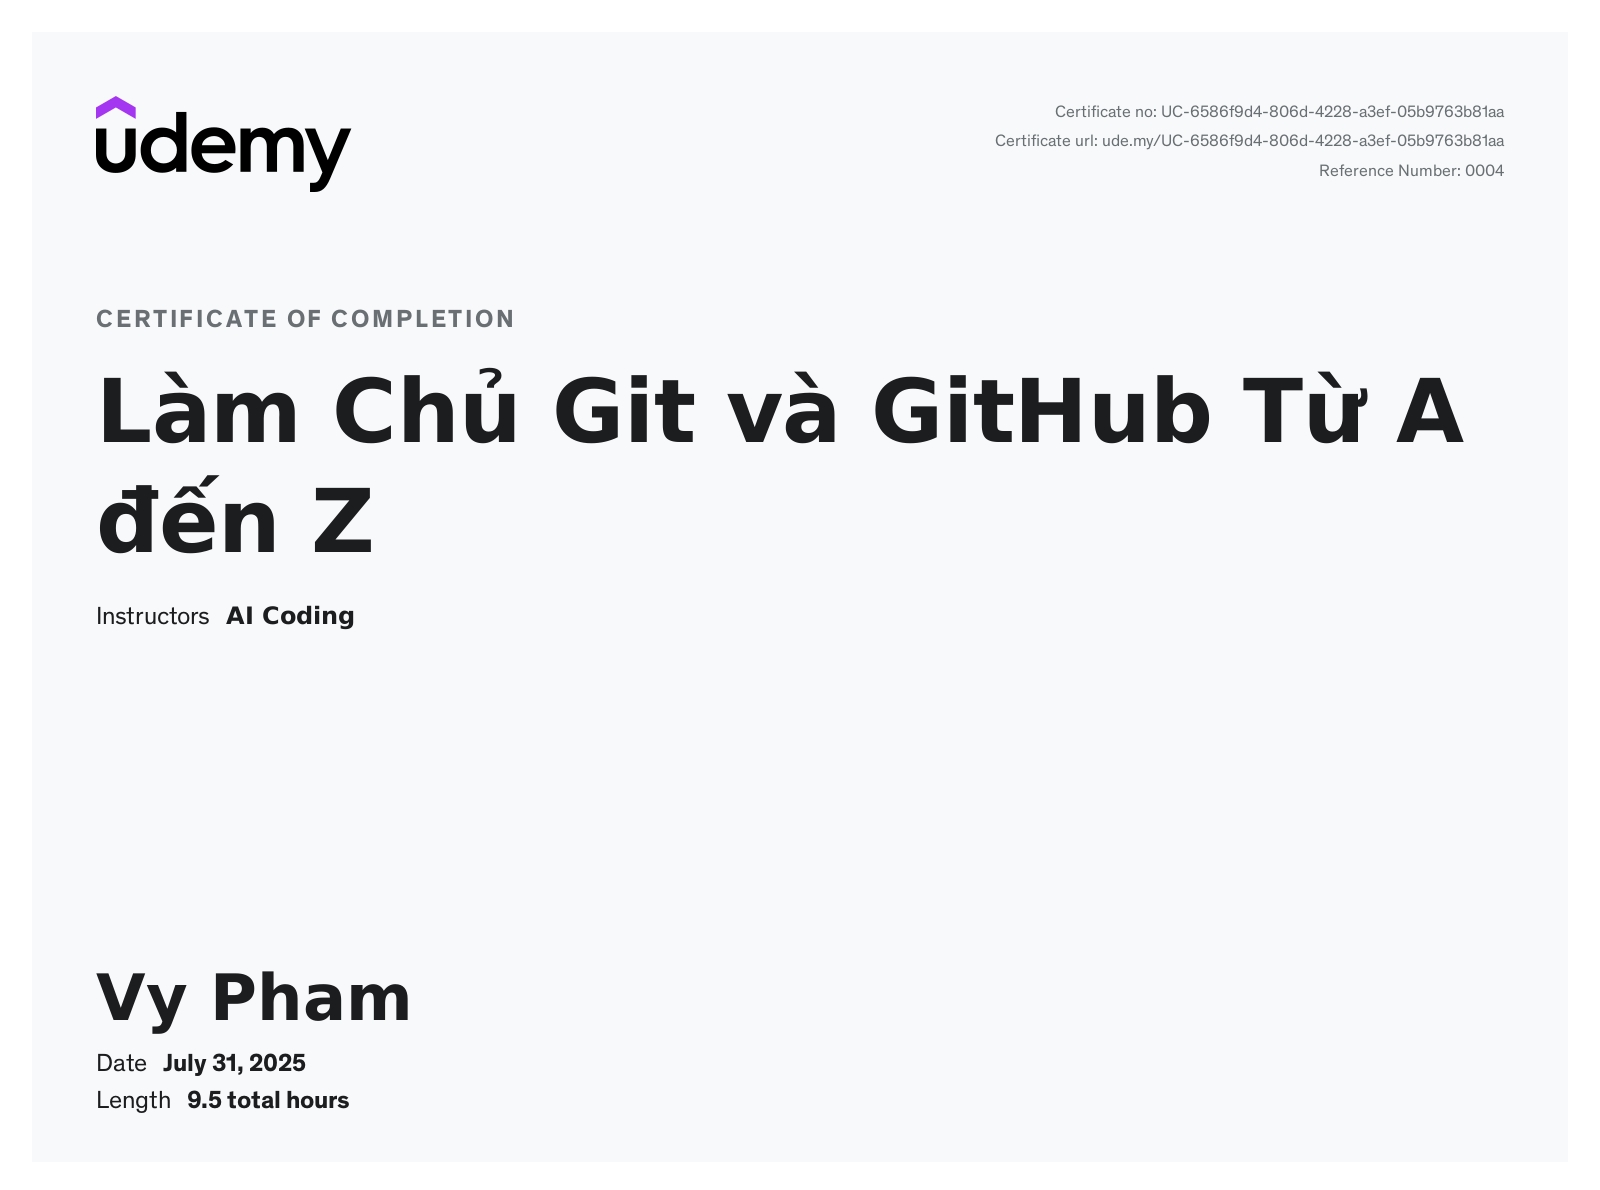 udemy
Certificate no: UC-6586f9d4-806d-4228-a3ef-05b9763b81aa
Certificate url: ude.my/UC-6586f9d4-806d-4228-a3ef-05b9763b81aa
Reference Number: 0004
CERTIFICATE OF COMPLETION
Làm Chủ Git và GitHub Từ A
đến Z
Instructors AI Coding
Vy Pham
Date July 31, 2025
Length 9.5 total hours